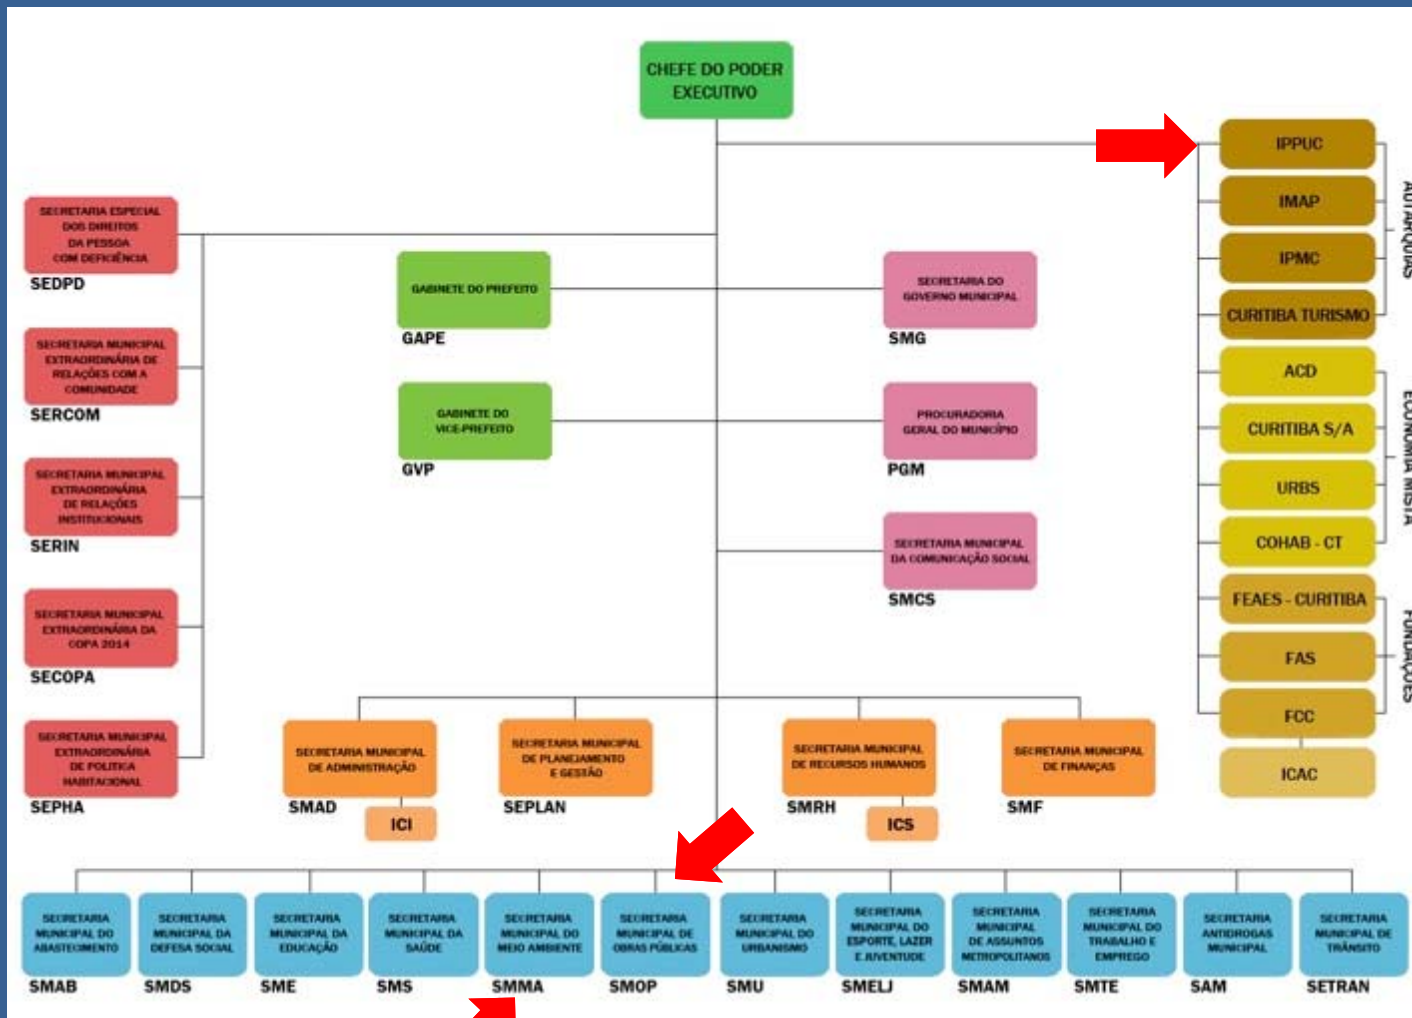 CHEFE DO PODER
EXECUTIVO
SECRETARIA ESPECIAL
DOS DIREITOS
DA PESSOA
COM DEFICIÊNCIA
SEDPD
SECRETARIA MUNICIPAL
EXTRAORDINÁRIA DE
RELAÇÕES COM A
COMUNIDADE
SERCOM
SECRETARIA MUNICIPAL
EXTRAORDINÁRIA
DE RELAÇÕES
INSTITUCIONAIS
SERIN
SECRETARIA MUNICIPAL
EXTRAORDINÁRIA DA
COPA 2014
SECOPA
SECRETARIA MUNICIPAL
EXTRAORDINÁRIA
DE POLITICA
HABITACIONAL
SEPHA
GABINETE DO PREFEITO
GAPE
GABINETE DO
VICE-PREFEITO
GVP
SECRETARIA DO
GOVERNO MUNICIPAL
SMG
PROCURADORIA
GERAL DO MUNICÍPIO
PGM
SECRETARIA MUNICIPAL
DA COMUNICAÇÃO SOCIAL
SMCS
IPPUC
IMAP
IPMC
CURITIBA TURISMO
AUTARQUIAS
ACD
CURITIBA S/A
URBS
COHAB - CT
ECONOMIA MISTA
FEAES - CURITIBA
FAS
FCC
FUNDAÇÕES
ICAC
SECRETARIA MUNICIPAL
DE ADMINISTRAÇÃO
SMAD
ICI
SECRETARIA MUNICIPAL
DE PLANEJAMENTO
E GESTÃO
SEPLAN
SECRETARIA MUNICIPAL
DE RECURSOS HUMANOS
SMRH
ICS
SECRETARIA MUNICIPAL
DE FINANÇAS
SMF
SECRETARIA
MUNICIPAL DO
ABASTECIMENTO
SMAB
SECRETARIA
MUNICIPAL DA
DEFESA SOCIAL
SMDS
SECRETARIA
MUNICIPAL DA
EDUCAÇÃO
SME
SECRETARIA
MUNICIPAL DA
SAÚDE
SMS
SECRETARIA
MUNICIPAL DO
MEIO AMBIENTE
SMMA
SECRETARIA
MUNICIPAL DE
OBRAS PÚBLICAS
SMOP
SECRETARIA
MUNICIPAL DO
URBANISMO
SMU
SECRETARIA
MUNICIPAL DO
ESPORTE, LAZER
E JUVENTUDE
SMELJ
SECRETARIA
MUNICIPAL
DE ASSUNTOS
METROPOLITANOS
SMAM
SECRETARIA
MUNICIPAL DO
TRABALHO E
EMPREGO
SMTE
SECRETARIA
ANTIDROGAS
MUNICIPAL
SAM
SECRETARIA
MUNICIPAL DE
TRÂNSITO
SETRAN